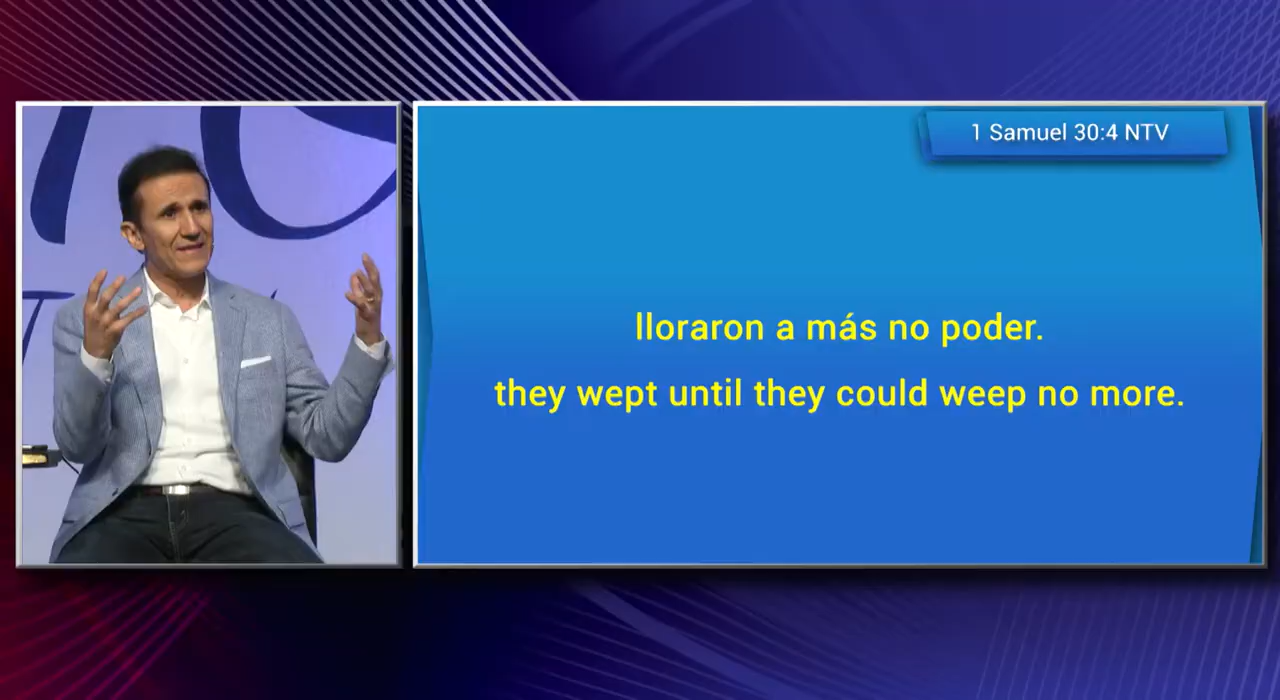 1 Samuel 30:4 NTV
lloraron a más no poder.
they wept until they could weep no more.